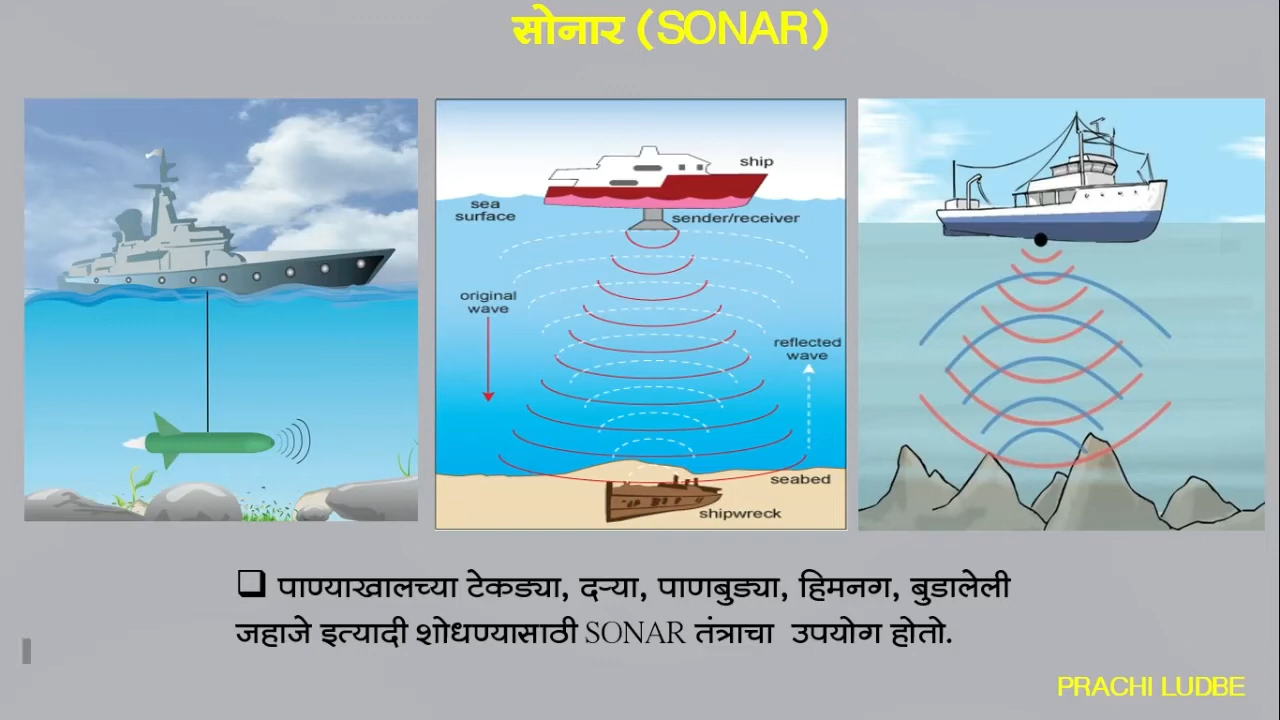 सोनार (SONAR)
ship
sea
surface
sender/receiver
original
wave
reflected
wave
seabed
shipwreck
❑ पाण्याखालच्या टेकड्या, दऱ्या, पाणबुड्या, हिमनग, बुडालेली
जहाजे इत्यादी शोधण्यासाठी SONAR तंत्राचा उपयोग होतो.
PRACHI LUDBE